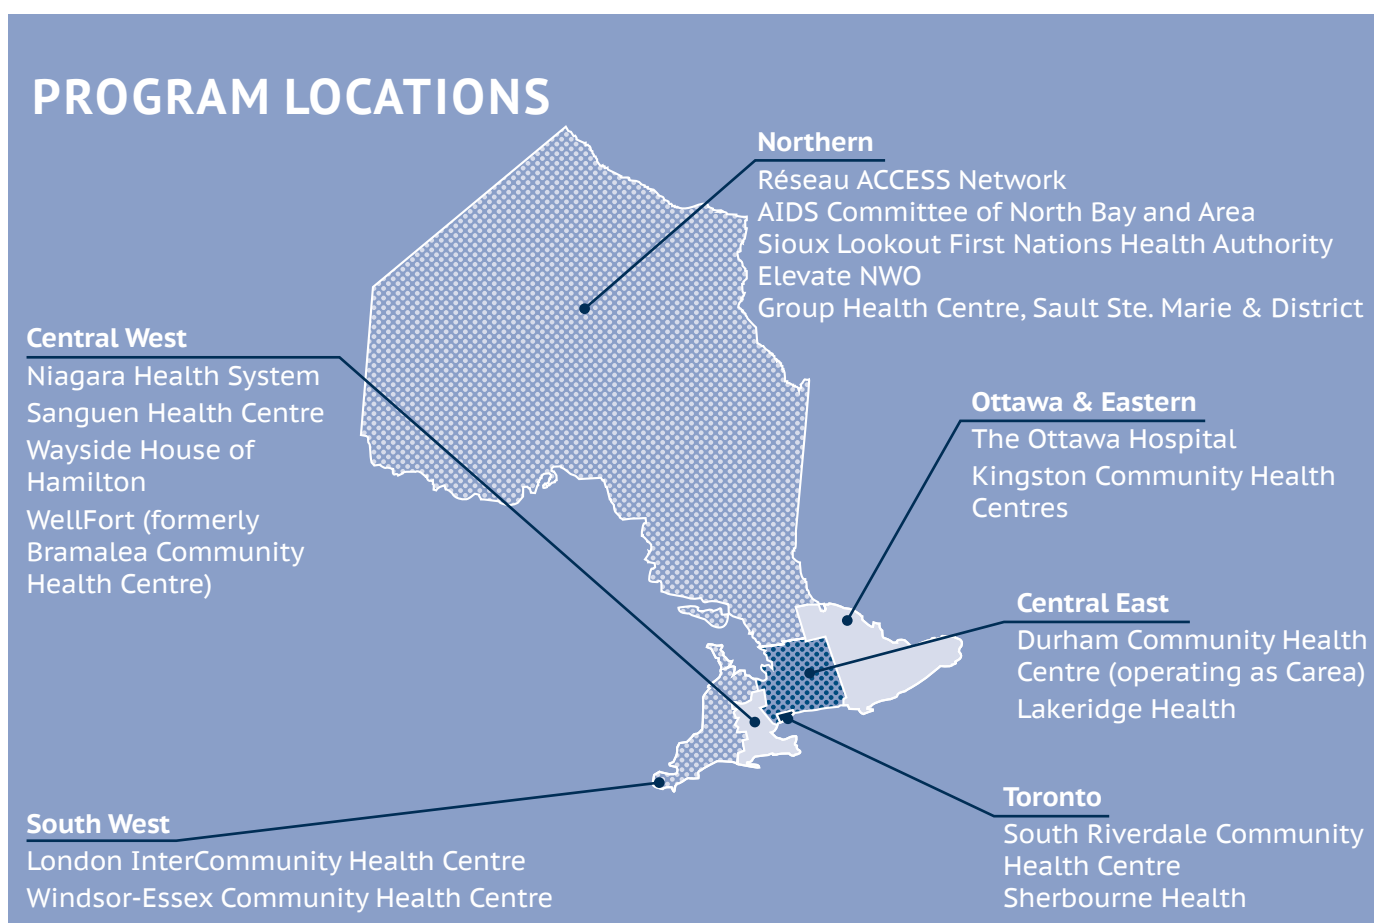 PROGRAM LOCATIONS
Northern
Réseau ACCESS Network
AIDS Committee of North Bay and Area
Sioux Lookout First Nations Health Authority
Elevate NWO
Group Health Centre, Sault Ste. Marie & District
Central West
Niagara Health System
Sanguen Health Centre
Wayside House of
Hamilton
WellFort (formerly
Bramalea Community
Health Centre)
Ottawa & Eastern
The Ottawa Hospital
Kingston Community Health
Centres
Central East
Durham Community Health
Centre (operating as Carea)
Lakeridge Health
Toronto
South Riverdale Community
Health Centre
Sherbourne Health
South West
London InterCommunity Health Centre
Windsor-Essex Community Health Centre